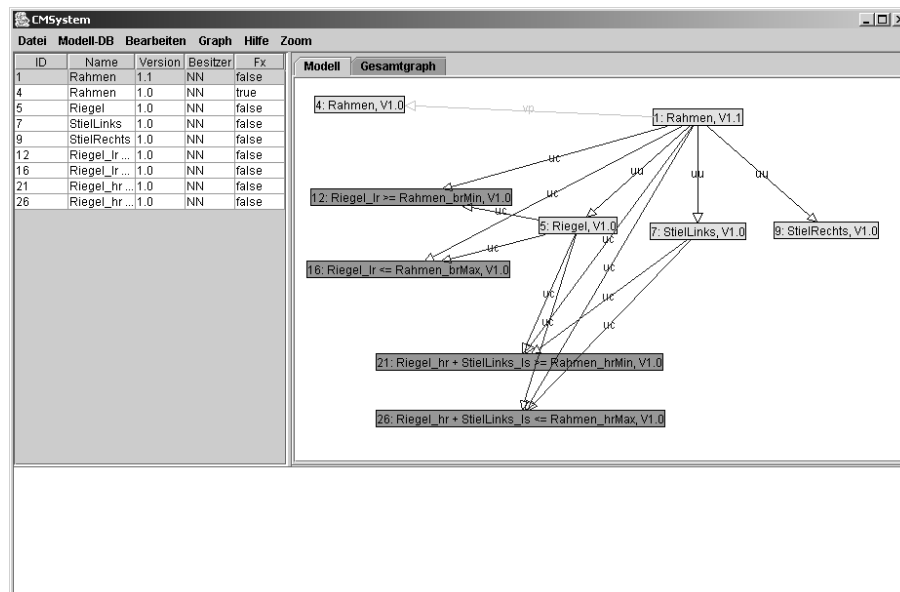 CMSystem
Datei Modell-DB Bearbeiten Graph Hilfe Zoom
ID Name Version Besitzer Fx
1 Rahmen 1.1 NN false
4 Rahmen 1.0 NN true
5 Riegel 1.0 NN false
7 StielLinks 1.0 NN false
9 StielRechts 1.0 NN false
12 Riegel_lr ... 1.0 NN false
16 Riegel_lr ... 1.0 NN false
21 Riegel_hr ... 1.0 NN false
26 Riegel_hr ... 1.0 NN false
Modell Gesamtgraph
4: Rahmen, V1.0
vp
1: Rahmen, V1.1
uc
uu
uu
uu
uc
12: Riegel_lr >= Rahmen_brMin, V1.0
uc
5: Riegel, V1.0
7: StielLinks, V1.0
9: StielRechts, V1.0
uc
uc
16: Riegel_lr <= Rahmen_brMax, V1.0
uc
uc
uc
uc
uc
21: Riegel_hr + StielLinks_ls >= Rahmen_hrMin, V1.0
26: Riegel_hr + StielLinks_ls <= Rahmen_hrMax, V1.0